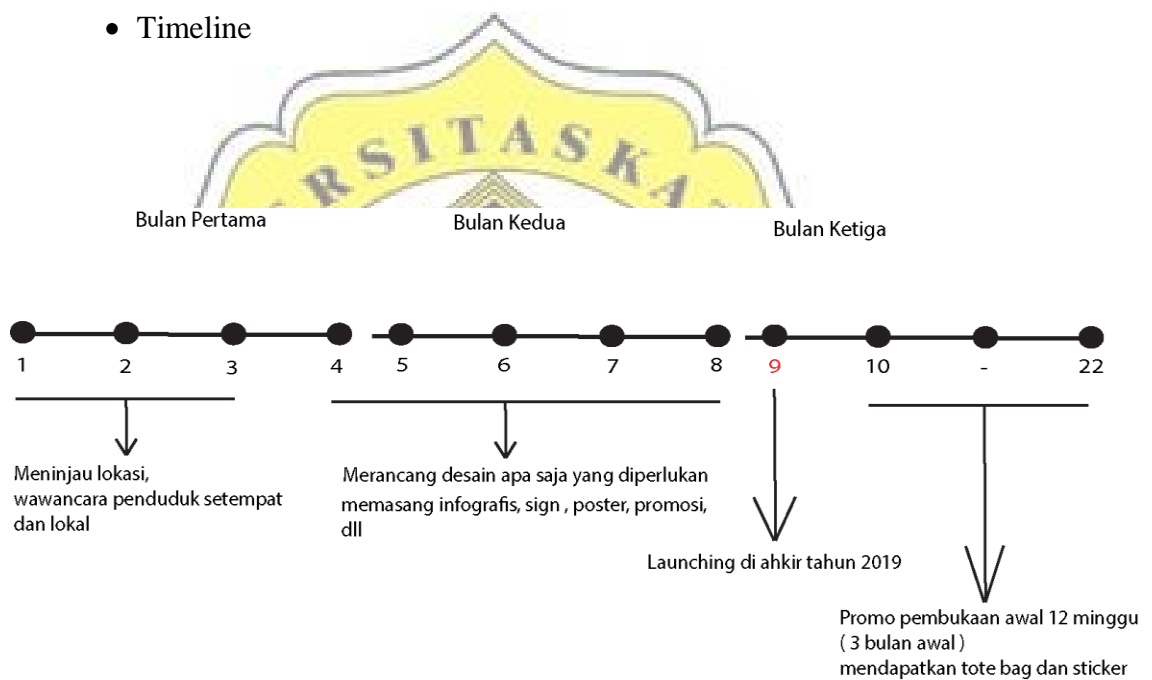 • Timeline
ERSITAS KA
Bulan Pertama
Bulan Kedua
Bulan Ketiga
1 2 3 4 5 6 7 8 9 10 - 22
Meninjau lokasi,
wawancara penduduk setempat
dan lokal
Merancang desain apa saja yang diperlukan
memasang infografis, sign , poster, promosi,
dll
Launching di ahkir tahun 2019
Promo pembukaan awal 12 minggu
( 3 bulan awal )
mendapatkan tote bag dan sticker